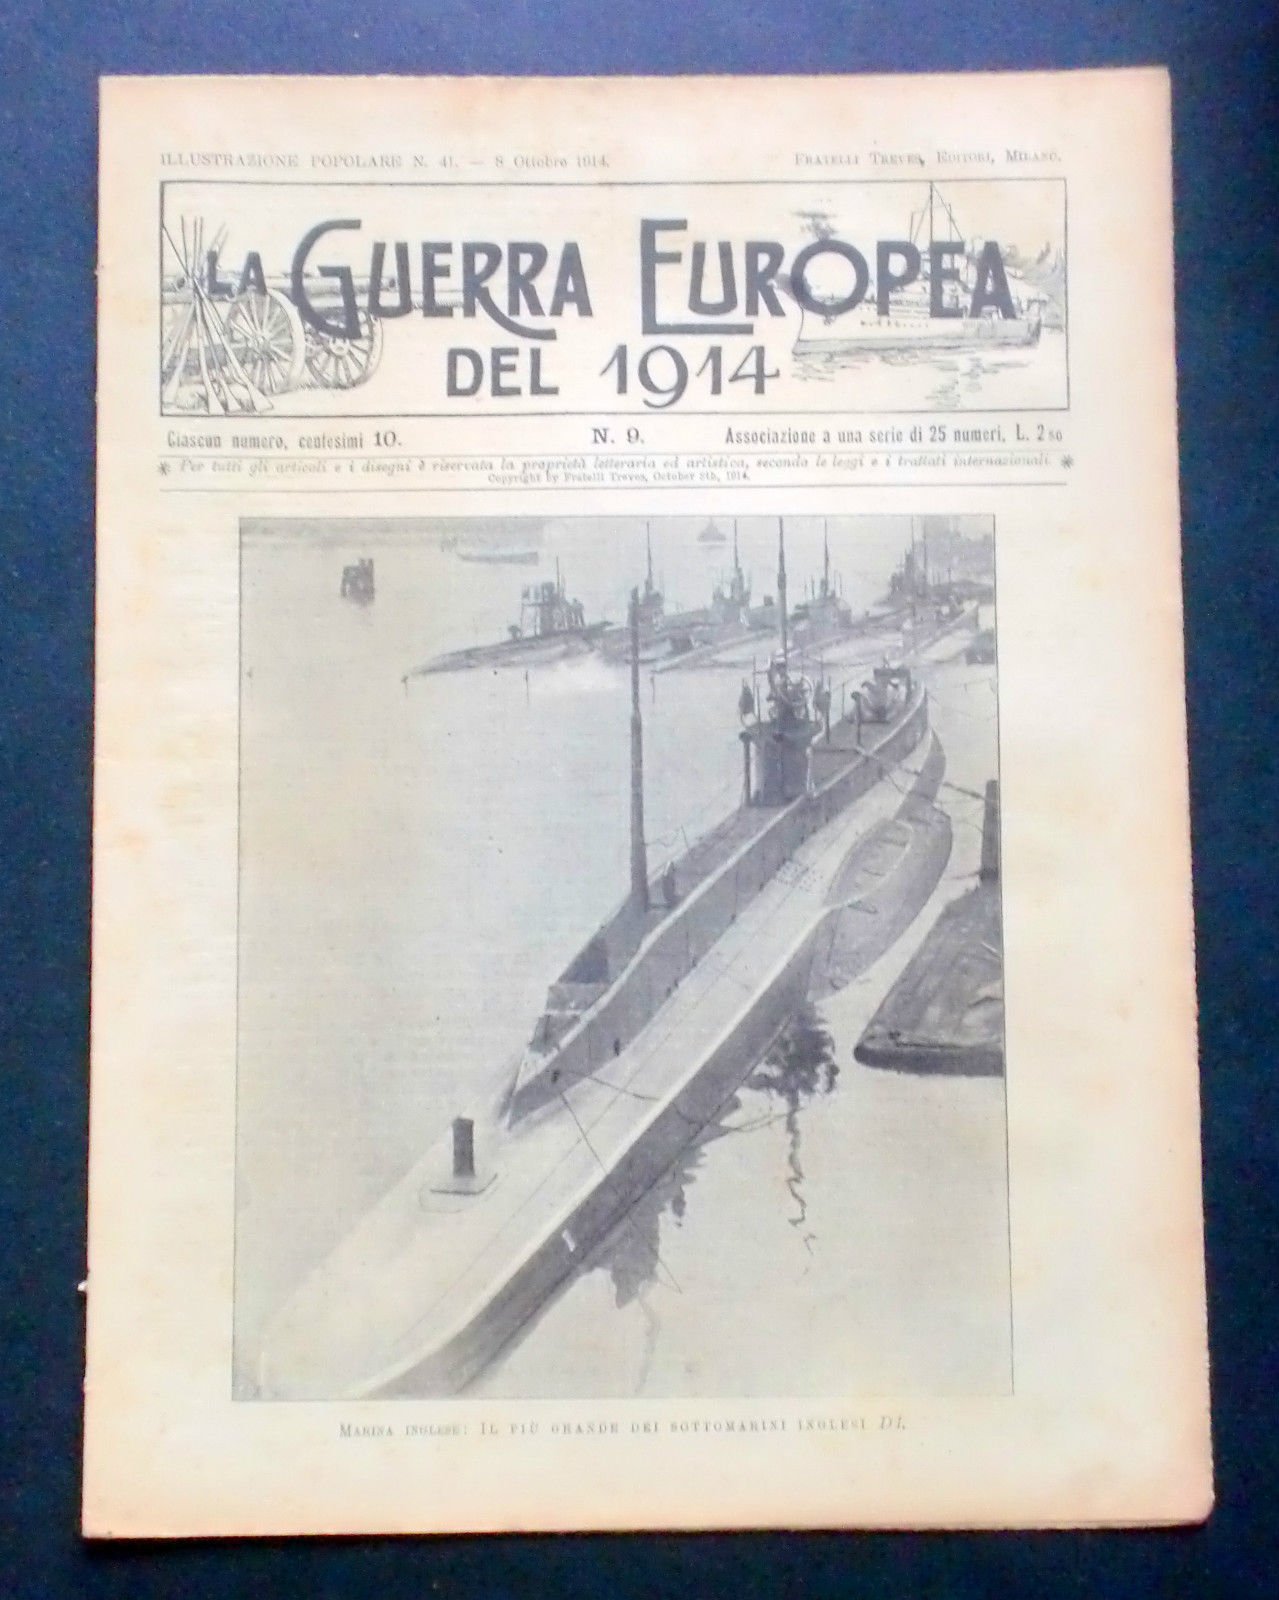 ILLUSTRAZIONE POPOLARE N. 41. — 8 Ottobre 1914. FRATELLI TREVES, EDITORI, MILANO.
LA GUERRA EUROPEA
DEL 1914
Ciascun numero, centesimi 10. N. 9. Associazione a una serie di 25 numeri, L. 2 50
* Per tutti gli articoli e i disegni è riservata la proprietà letteraria ed artistica, secondo le leggi e i trattati internazionali. *
Copyright by Fratelli Treves, October 8th, 1914.
MARINA INGLESE: IL PIÙ GRANDE DEI SOTTOMARINI INGLESI D1.